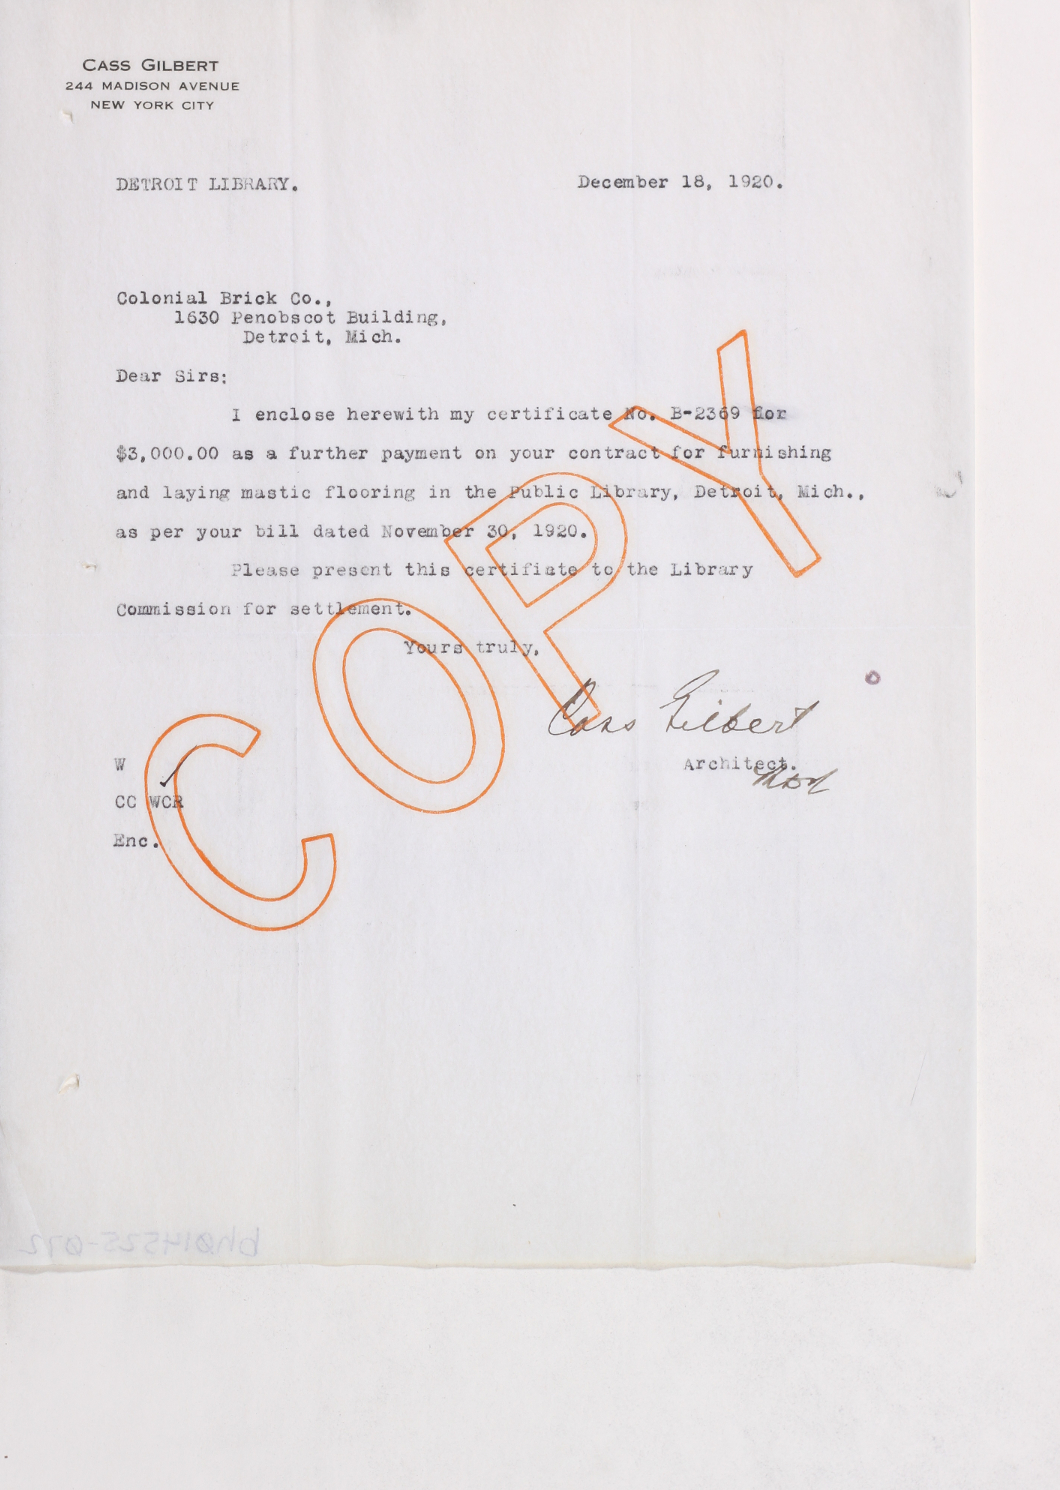 CASS GILBERT
244 MADISON AVENUE
NEW YORK CITY
DETROIT LIBRARY. December 18, 1920.
Colonial Brick Co.,
1630 Penobscot Building,
Detroit, Mich.
Dear Sirs:
I enclose herewith my certificate No. B-2369 for
$3,000.00 as a further payment on your contract for furnishing
and laying mastic flooring in the Public Library, Detroit, Mich.,
as per your bill dated November 30, 1920.
Please present this certifiate to the Library
Commission for settlement.
Yours truly,
Cass Gilbert
Architect.
W
CC WCR
Enc.
COPY
bh014525-072